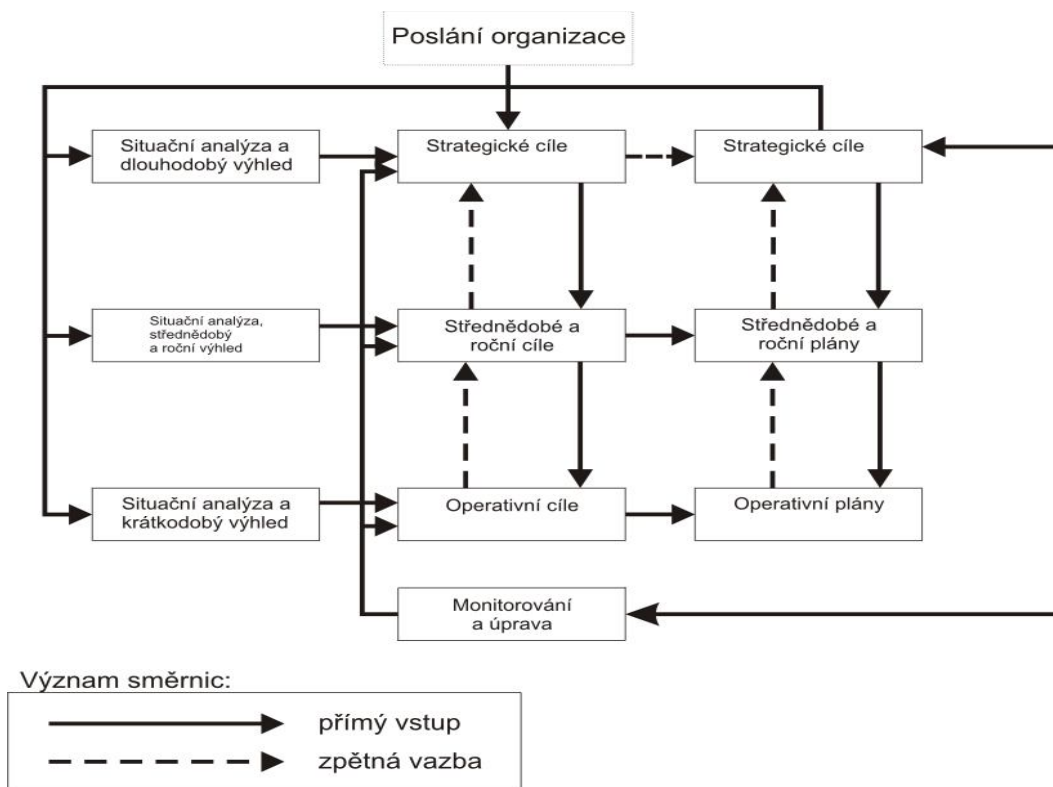 Poslání organizace
Situační analýza a
dlouhodobý výhled
Strategické cíle
Strategické cíle
Situační analýza,
střednědobý
a roční výhled
Střednědobé a
roční cíle
Střednědobé a
roční plány
Situační analýza a
krátkodobý výhled
Operativní cíle
Operativní plány
Monitorování
a úprava
Význam směrnic:
přímý vstup
zpětná vazba